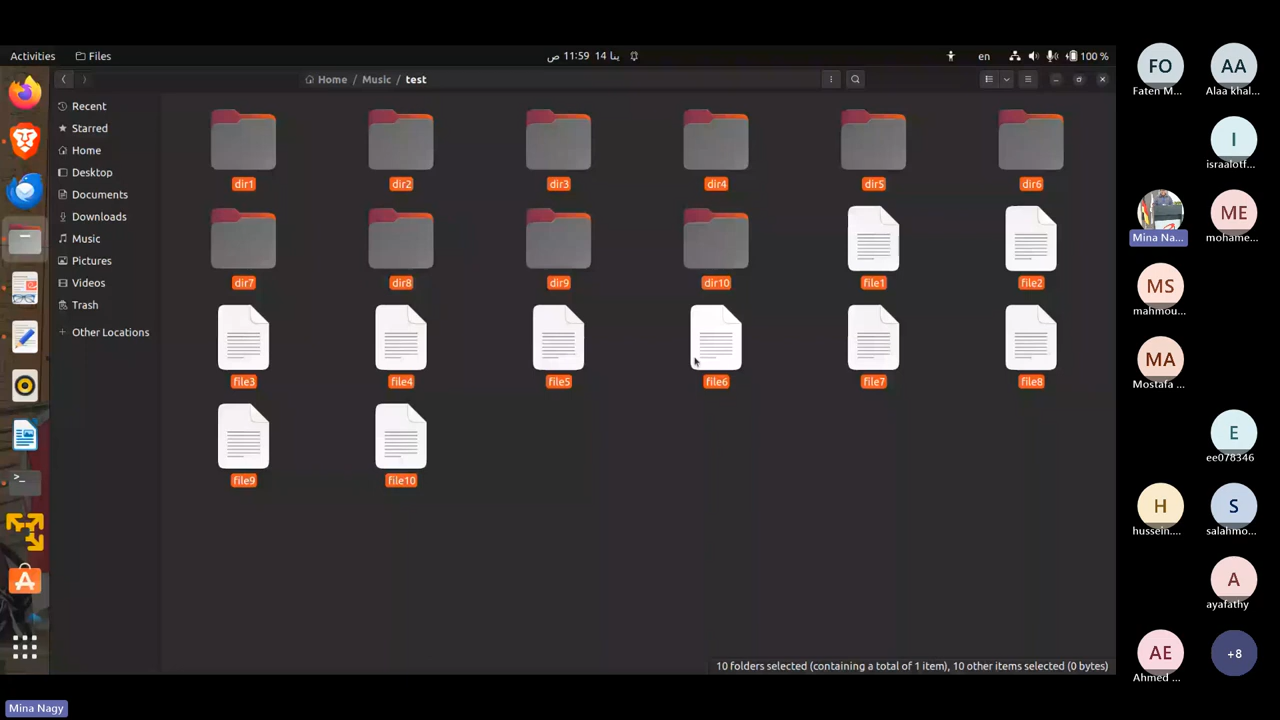 Activities
Files
ص 11:59 14 ينا
en
100 %
Home / Music / test
Recent
Starred
Home
Desktop
Documents
Downloads
Music
Pictures
Videos
Trash
+ Other Locations
dir1
dir2
dir3
dir4
dir5
dir6
dir7
dir8
dir9
dir10
file1
file2
file3
file4
file5
file6
file7
file8
file9
file10
10 folders selected (containing a total of 1 item), 10 other items selected (0 bytes)
FO
Faten M...
AA
Alaa khal...
I
israalotf...
Mina Na...
ME
mohame...
MS
mahmou...
MA
Mostafa ...
E
ee078346
H
hussein....
S
salahmo...
A
ayafathy
AE
Ahmed ...
+8
Mina Nagy